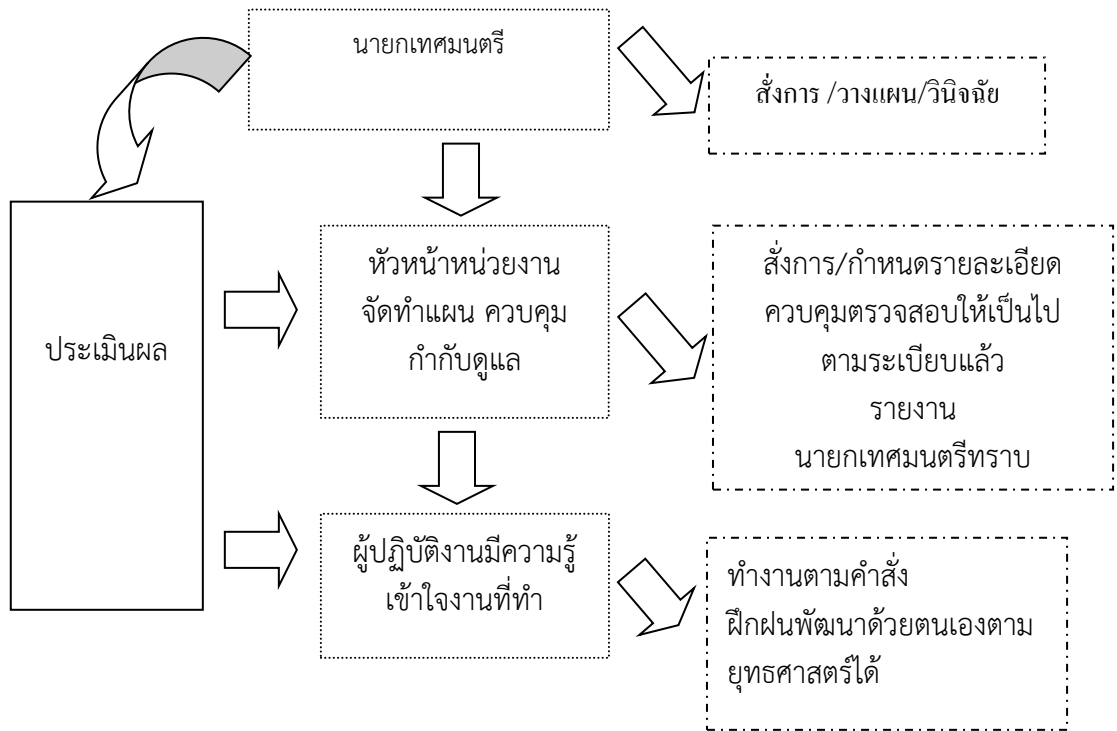 นายกเทศมนตรี
สั่งการ /วางแผน/วินิจฉัย
หัวหน้าหน่วยงาน
จัดทำแผน ควบคุม
กำกับดูแล
สั่งการ/กำหนดรายละเอียด
ควบคุมตรวจสอบให้เป็นไป
ตามระเบียบแล้ว
รายงาน
นายกเทศมนตรีทราบ
ประเมินผล
ผู้ปฏิบัติงานมีความรู้
เข้าใจงานที่ทำ
ทำงานตามคำสั่ง
ฝึกฝนพัฒนาด้วยตนเองตาม
ยุทธศาสตร์ได้